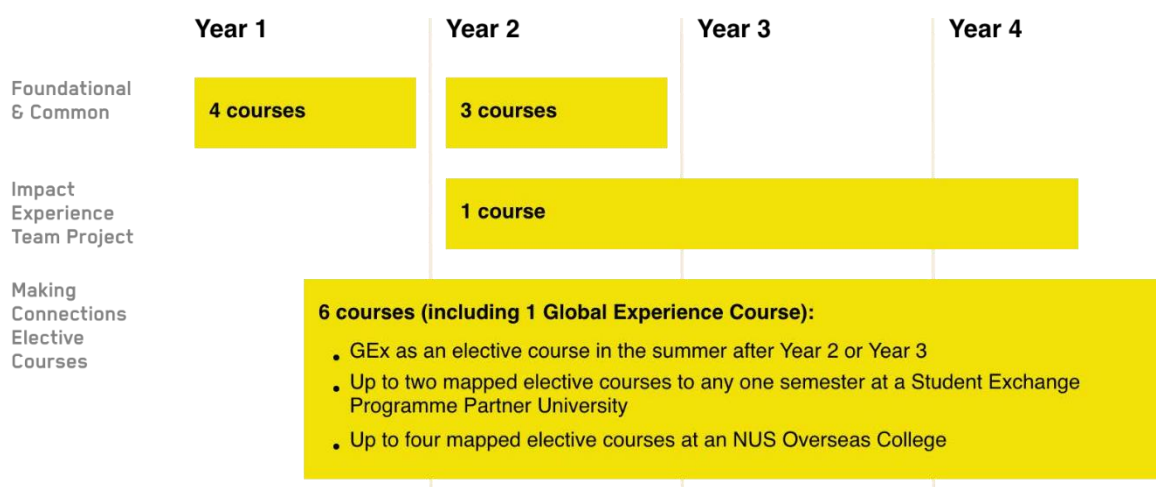 Year 1 Year 2 Year 3 Year 4
Foundational
& Common
4 courses 3 courses
Impact
Experience
Team Project
1 course
Making
Connections
Elective
Courses
6 courses (including 1 Global Experience Course):
• GEx as an elective course in the summer after Year 2 or Year 3
• Up to two mapped elective courses to any one semester at a Student Exchange
Programme Partner University
• Up to four mapped elective courses at an NUS Overseas College